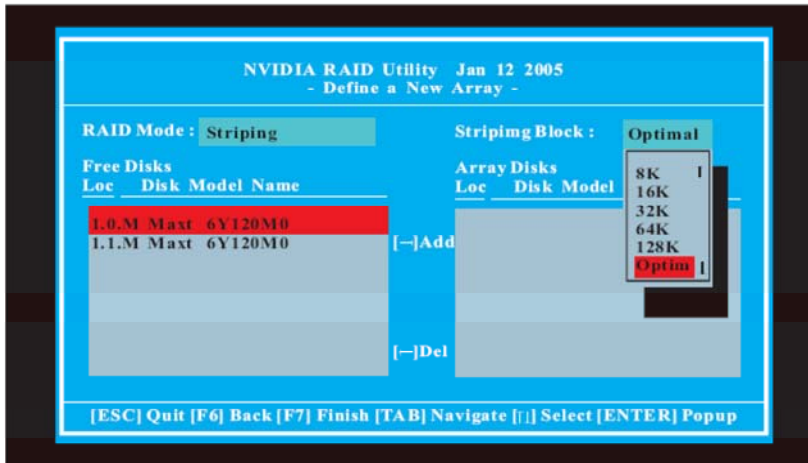 NVIDIA RAID Utility Jan 12 2005
- Define a New Array -
RAID Mode : Striping
Stripimg Block : Optimal
Free Disks
Loc Disk Model Name
Array Disks
Loc Disk Model
8K
16K
32K
64K
128K
Optim
1.0.M Maxt 6Y120M0
1.1.M Maxt 6Y120M0
[—]Add
[—]Del
[ESC] Quit [F6] Back [F7] Finish [TAB] Navigate [] Select [ENTER] Popup